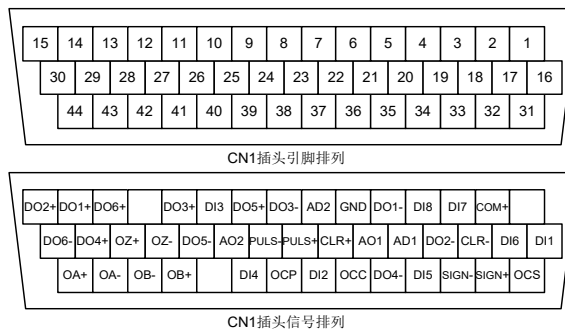 15 14 13 12 11 10 9 8 7 6 5 4 3 2 1
30 29 28 27 26 25 24 23 22 21 20 19 18 17 16
44 43 42 41 40 39 38 37 36 35 34 33 32 31
CN1插头引脚排列
DO2+ DO1+ DO6+ DO3+ DI3 DO5+ DO3- AD2 GND DO1- DI8 DI7 COM+
DO6- DO4+ OZ+ OZ- DO5- AO2 PULS- PULS+ CLR+ AO1 AD1 DO2- CLR- DI6 DI1
OA+ OA- OB- OB+ DI4 OCP DI2 OCC DO4- DI5 SIGN- SIGN+ OCS
CN1插头信号排列